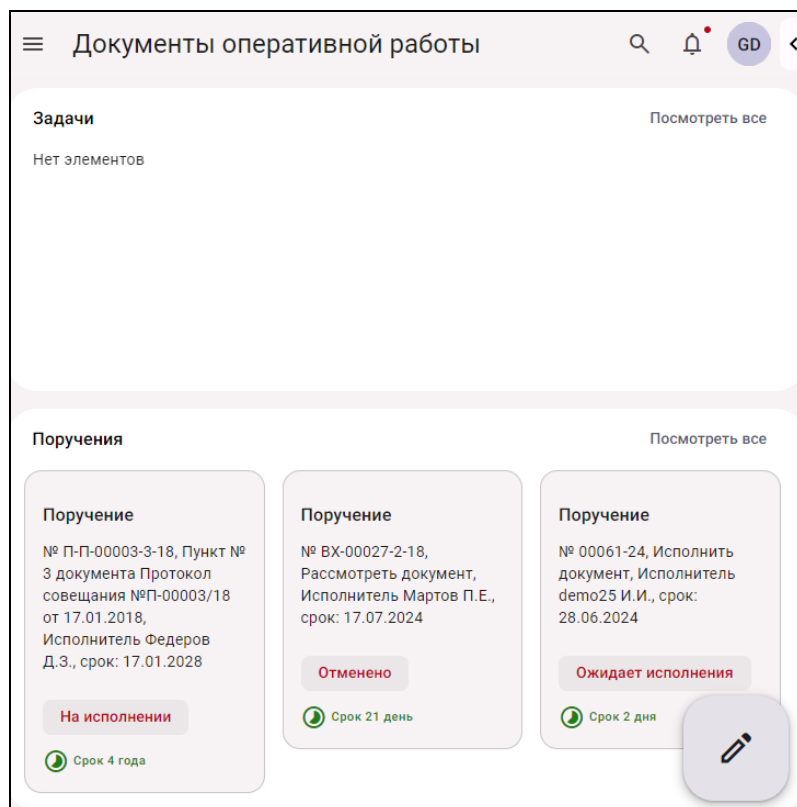 Документы оперативной работы
GD
Задачи
Посмотреть все
Нет элементов
Поручения
Посмотреть все
Поручение
№ П-П-00003-3-18, Пункт №
3 документа Протокол
совещания №П-00003/18
от 17.01.2018,
Исполнитель Федеров
Д.З., срок: 17.01.2028
На исполнении
Срок 4 года
Поручение
№ ВХ-00027-2-18,
Рассмотреть документ,
Исполнитель Мартов П.Е.,
срок: 17.07.2024
Отменено
Срок 21 день
Поручение
№ 00061-24, Исполнить
документ, Исполнитель
demo25 И.И., срок:
28.06.2024
Ожидает исполнения
Срок 2 дня